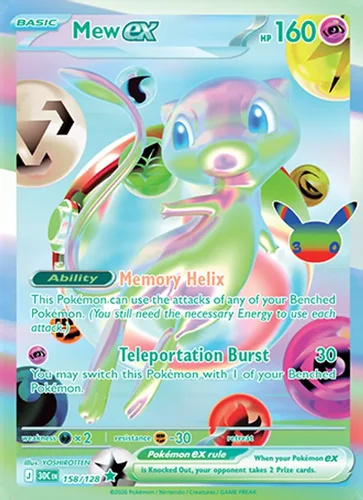 BASIC
Mew ex
HP 160
30
Ability Memory Helix
This Pokémon can use the attacks of any of your Benched
Pokémon. (You still need the necessary Energy to use each
attack.)
Teleportation Burst 30
You may switch this Pokémon with 1 of your Benched
Pokémon.
weakness ×2 resistance -30 retreat
illus. YOSHIROTTEN
Pokémon ex rule
When your Pokémon ex
is Knocked Out, your opponent takes 2 Prize cards.
J 30C EN 158/128
©2026 Pokémon / Nintendo / Creatures / GAME FREAK